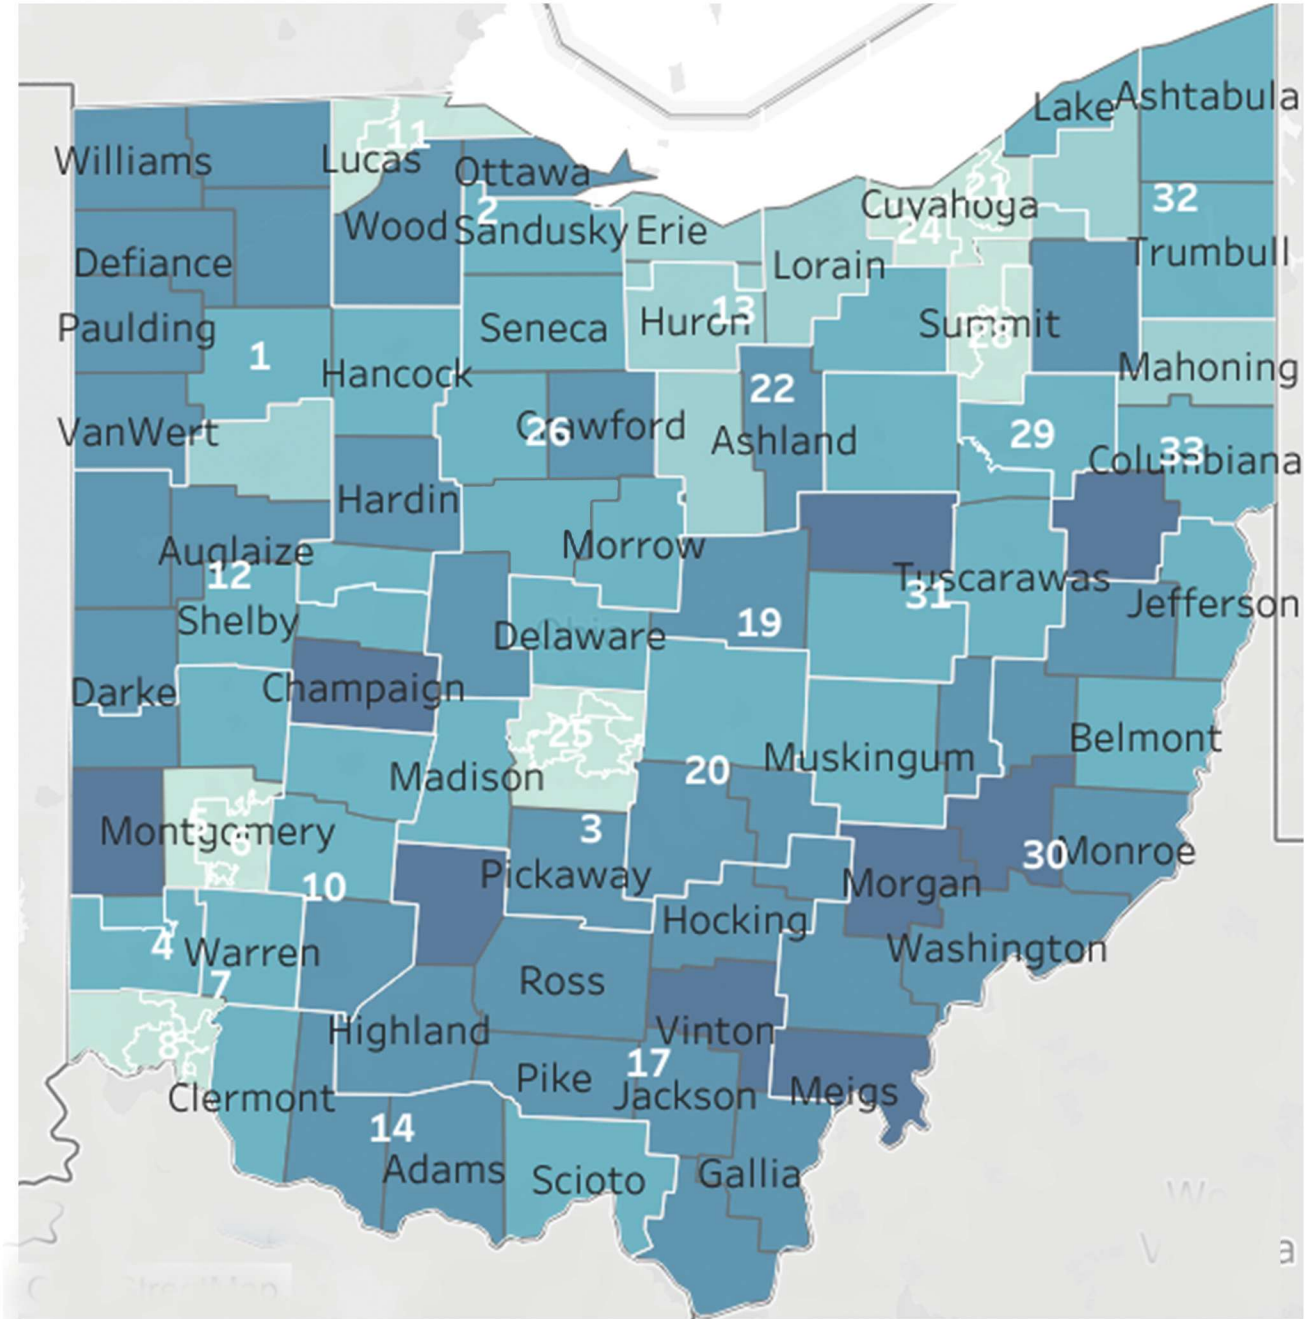 Lake
Ashtabula
Williams
Lucas
11
Ottawa
Cuyahoga
21
32
2
Wood
Sandusky
Erie
24
Defiance
Lorain
Trumbull
Paulding
Seneca
Huron
13
Summit
28
1
Hancock
Mahoning
22
VanWert
Crawford
26
Ashland
29
Columbiana
33
Hardin
Auglaize
Morrow
12
Tuscarawas
31
Jefferson
Shelby
Delaware
Ohio
19
Darke
Champaign
25
Belmont
Madison
20
Muskingum
5
Montgomery
6
3
Monroe
30
10
Pickaway
Morgan
Hocking
4
Warren
Washington
7
Ross
8
Highland
Vinton
17
Pike
Jackson
Meigs
Clermont
14
Adams
Scioto
Gallia